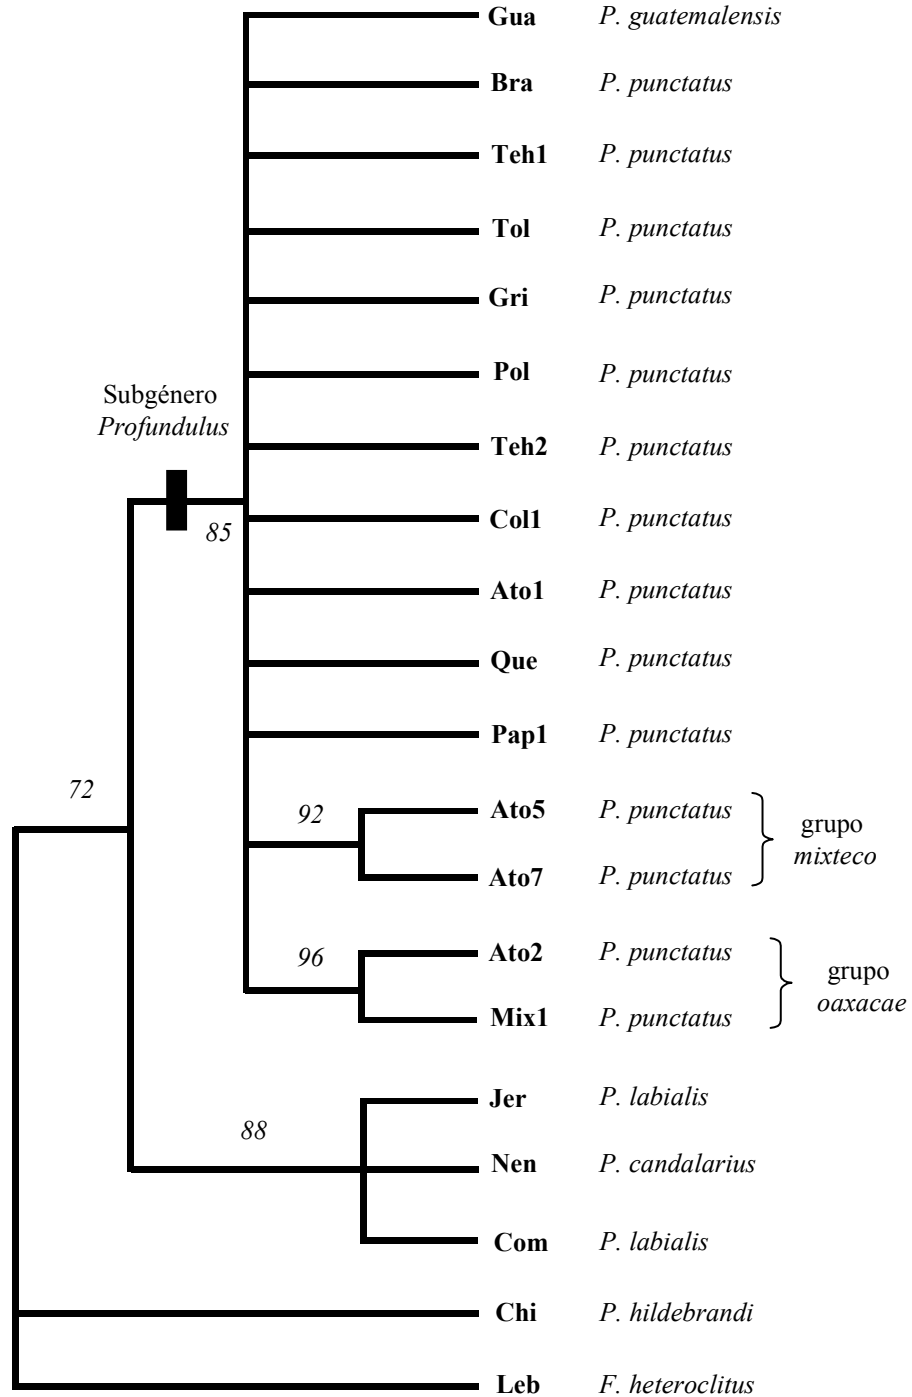 Gua P. guatemalensis
Bra P. punctatus
Teh1 P. punctatus
Tol P. punctatus
Gri P. punctatus
Pol P. punctatus
Subgénero
Profundulus
Teh2 P. punctatus
Col1 P. punctatus
85
Ato1 P. punctatus
Que P. punctatus
Pap1 P. punctatus
72
92
Ato5 P. punctatus
grupo
mixteco
Ato7 P. punctatus
96
Ato2 P. punctatus
grupo
oaxacae
Mix1 P. punctatus
Jer P. labialis
88
Nen P. candalarius
Com P. labialis
Chi P. hildebrandi
Leb F. heteroclitus